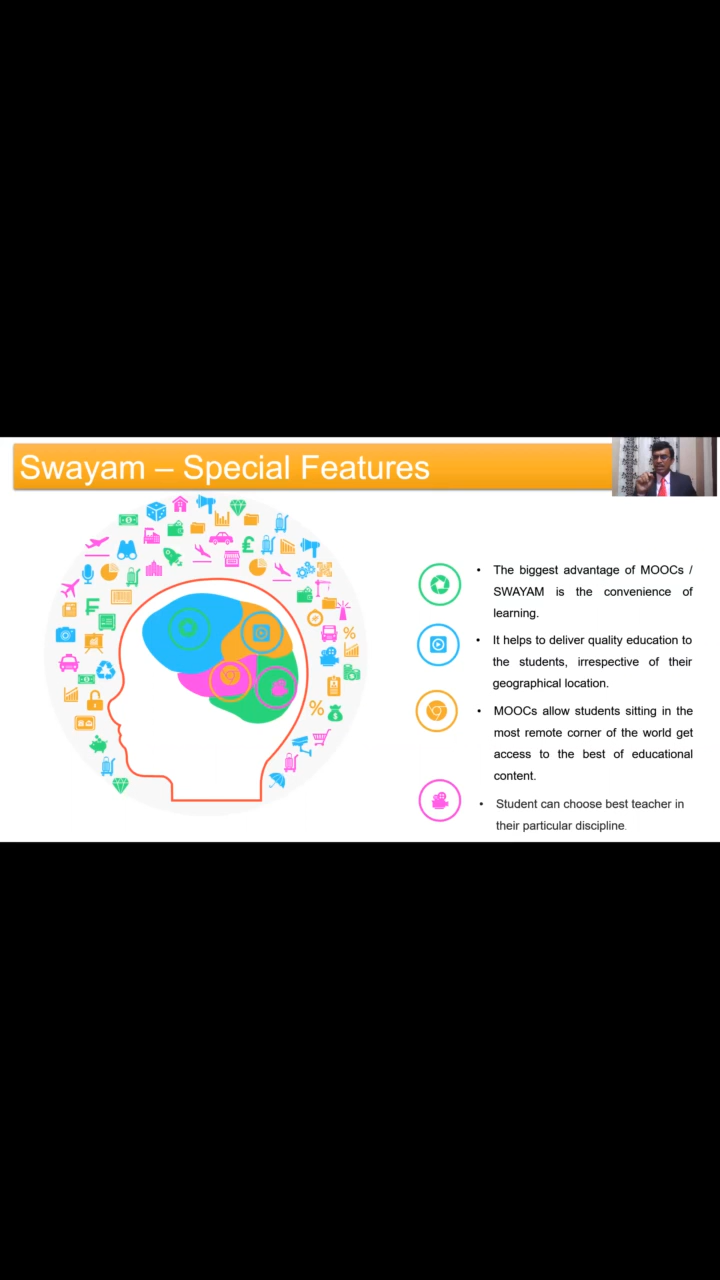 Swayam – Special Features
• The biggest advantage of MOOCs /
SWAYAM is the convenience of
learning.
• It helps to deliver quality education to
the students, irrespective of their
geographical location.
• MOOCs allow students sitting in the
most remote corner of the world get
access to the best of educational
content.
• Student can choose best teacher in
their particular discipline.